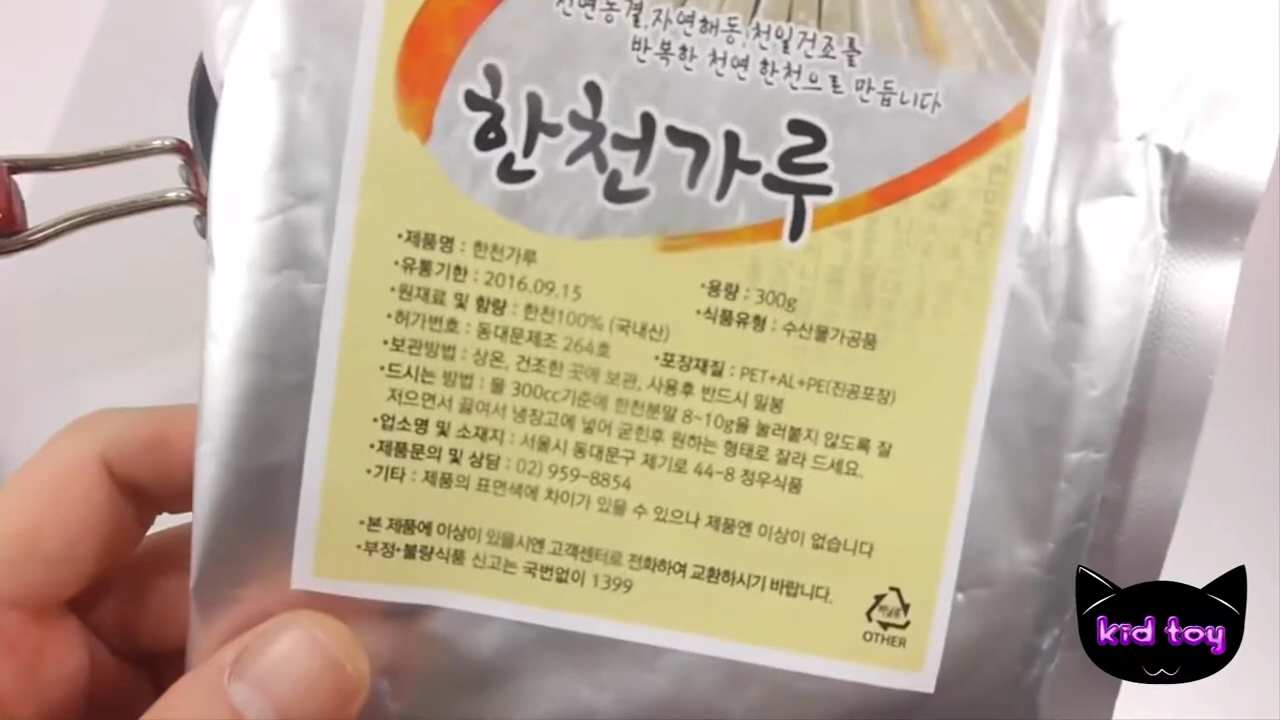 천연동결,자연해동,천일건조를
반복한 천연 한천으로 만듭니다
한천가루
•제품명 : 한천가루
•유통기한 : 2016.09.15
•용량 : 300g
•원재료 및 함량 : 한천100% (국내산)
•식품유형 : 수산물가공품
•허가번호 : 동대문제조 264호
•포장재질 : PET+AL+PE(진공포장)
•보관방법 : 상온, 건조한 곳에 보관, 사용후 반드시 밀봉
•드시는 방법 : 물 300cc기준에 한천분말 8~10g을 눌러붙지 않도록 잘
저으면서 끓여서 냉장고에 넣어 굳힌후 원하는 형태로 잘라 드세요.
•업소명 및 소재지 : 서울시 동대문구 제기로 44-8 정우식품
•제품문의 및 상담 : 02) 959-8854
•기타 : 제품의 표면색에 차이가 있을 수 있으나 제품엔 이상이 없습니다
•본 제품에 이상이 있을시엔 고객센터로 전화하여 교환하시기 바랍니다.
•부정•불량식품 신고는 국번없이 1399
비닐류
OTHER
kid toy